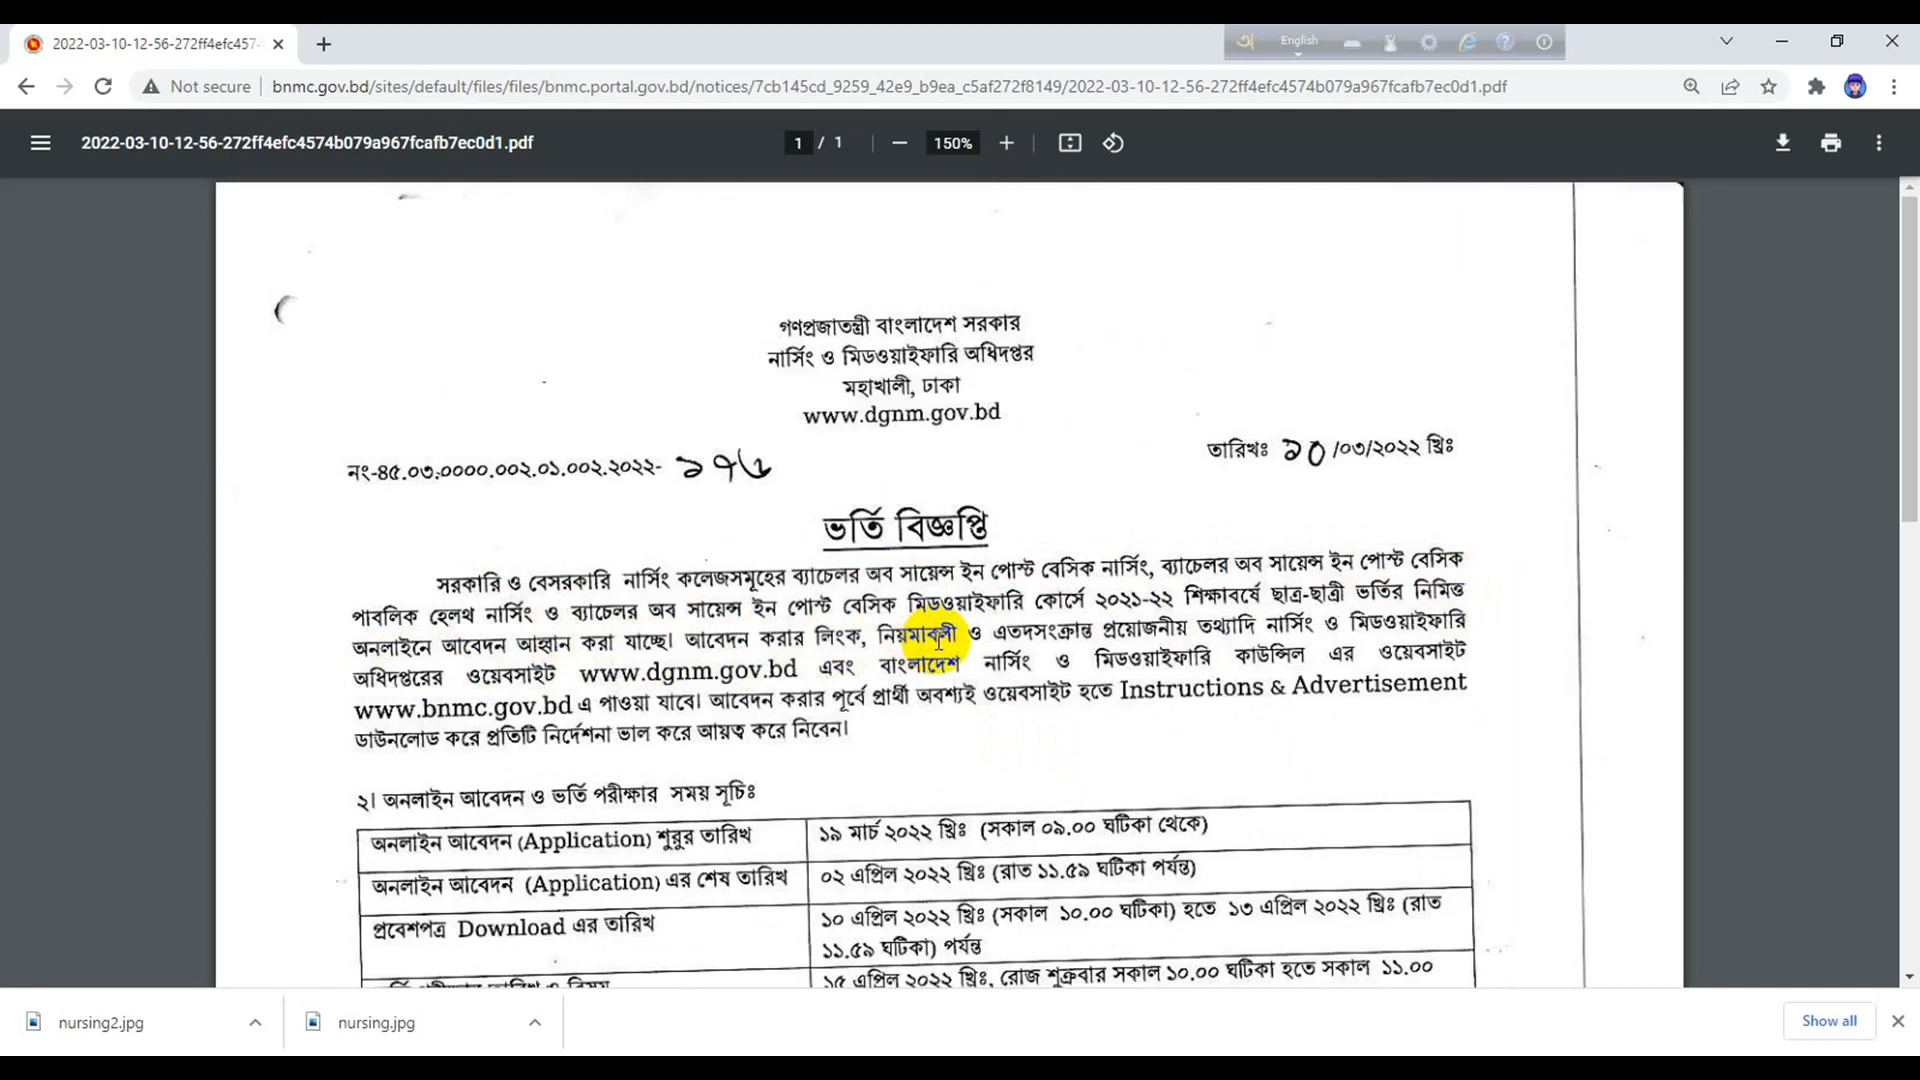 2022-03-10-12-56-272ff4efc4574
English
Not secure
bnmc.gov.bd/sites/default/files/files/bnmc.portal.gov.bd/notices/7cb145cd_9259_42e9_b9ea_c5af272f8149/2022-03-10-12-56-272ff4efc4574b079a967fcafb7ec0d1.pdf
2022-03-10-12-56-272ff4efc4574b079a967fcafb7ec0d1.pdf
1 / 1
150%
গণপ্রজাতন্ত্রী বাংলাদেশ সরকার
নার্সিং ও মিডওয়াইফারি অধিদপ্তর
মহাখালী, ঢাকা
www.dgnm.gov.bd
নং-৪৫.০৩.০০০০.০০২.০১.০০২.২০২২- ১৭৬
তারিখঃ ১০/০৩/২০২২ খ্রিঃ
ভর্তি বিজ্ঞপ্তি
সরকারি ও বেসরকারি নার্সিং কলেজসমূহের ব্যাচেলর অব সায়েন্স ইন পোস্ট বেসিক নার্সিং, ব্যাচেলর অব সায়েন্স ইন পোস্ট বেসিক
পাবলিক হেলথ নার্সিং ও ব্যাচেলর অব সায়েন্স ইন পোস্ট বেসিক মিডওয়াইফারি কোর্সে ২০২১-২২ শিক্ষাবর্ষে ছাত্র-ছাত্রী ভর্তির নিমিত্ত
অনলাইনে আবেদন আহ্বান করা যাচ্ছে। আবেদন করার লিংক, নিয়মাবলী ও এতদসংক্রান্ত প্রয়োজনীয় তথ্যাদি নার্সিং ও মিডওয়াইফারি
অধিদপ্তরের ওয়েবসাইট www.dgnm.gov.bd এবং বাংলাদেশ নার্সিং ও মিডওয়াইফারি কাউন্সিল এর ওয়েবসাইট
www.bnmc.gov.bd এ পাওয়া যাবে। আবেদন করার পূর্বে প্রার্থী অবশ্যই ওয়েবসাইট হতে Instructions & Advertisement
ডাউনলোড করে প্রতিটি নির্দেশনা ভাল করে আয়ত্ব করে নিবেন।
২। অনলাইন আবেদন ও ভর্তি পরীক্ষার সময় সূচিঃ
অনলাইন আবেদন (Application) শুরুর তারিখ
১৯ মার্চ ২০২২ খ্রিঃ (সকাল ০৯.০০ ঘটিকা থেকে)
অনলাইন আবেদন (Application) এর শেষ তারিখ
০২ এপ্রিল ২০২২ খ্রিঃ (রাত ১১.৫৯ ঘটিকা পর্যন্ত)
প্রবেশপত্র Download এর তারিখ
১০ এপ্রিল ২০২২ খ্রিঃ (সকাল ১০.০০ ঘটিকা) হতে ১৩ এপ্রিল ২০২২ খ্রিঃ (রাত
১১.৫৯ ঘটিকা) পর্যন্ত
১৫ এপ্রিল ২০২২ খ্রিঃ, রোজ শুক্রবার সকাল ১০.০০ ঘটিকা হতে সকাল ১১.০০
nursing2.jpg
nursing.jpg
Show all